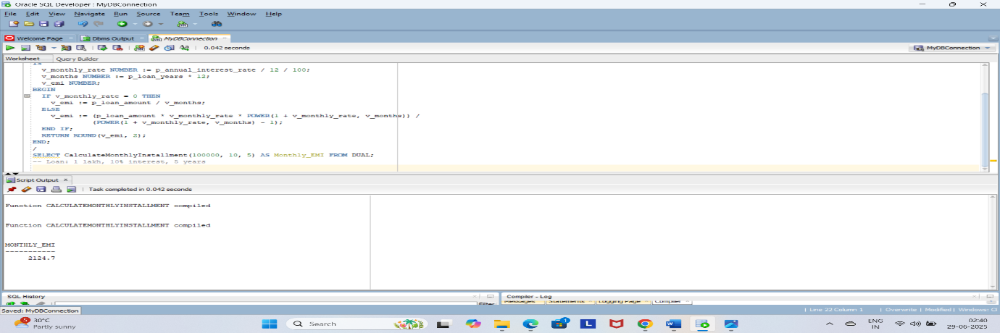 Oracle SQL Developer : MyDBConnection
File Edit View Navigate Run Source Team Tools Window Help
Welcome Page Dbms Output MyDBConnection
0.042 seconds MyDBConnection
Worksheet Query Builder
IS
v_monthly_rate NUMBER := p_annual_interest_rate / 12 / 100;
v_months NUMBER := p_loan_years * 12;
v_emi NUMBER;
BEGIN
IF v_monthly_rate = 0 THEN
v_emi := p_loan_amount / v_months;
ELSE
v_emi := (p_loan_amount * v_monthly_rate * POWER(1 + v_monthly_rate, v_months)) /
(POWER(1 + v_monthly_rate, v_months) - 1);
END IF;
RETURN ROUND(v_emi, 2);
END;
/
SELECT CalculateMonthlyInstallment(100000, 10, 5) AS Monthly_EMI FROM DUAL;
-- Loan: 1 lakh, 10% interest, 5 years
Script Output
Task completed in 0.042 seconds
Function CALCULATEMONTHLYINSTALLMENT compiled
Function CALCULATEMONTHLYINSTALLMENT compiled
MONTHLY_EMI
-----------
2124.7
SQL History Compiler - Log
Filter Messages Statements Logging Page Compiler
Saved: MyDBConnection Line 22 Column 1 Overwrite Modified Windows: C
5 30°C
Partly sunny
Search
1
L
W
ENG
IN
02:40
29-06-2025